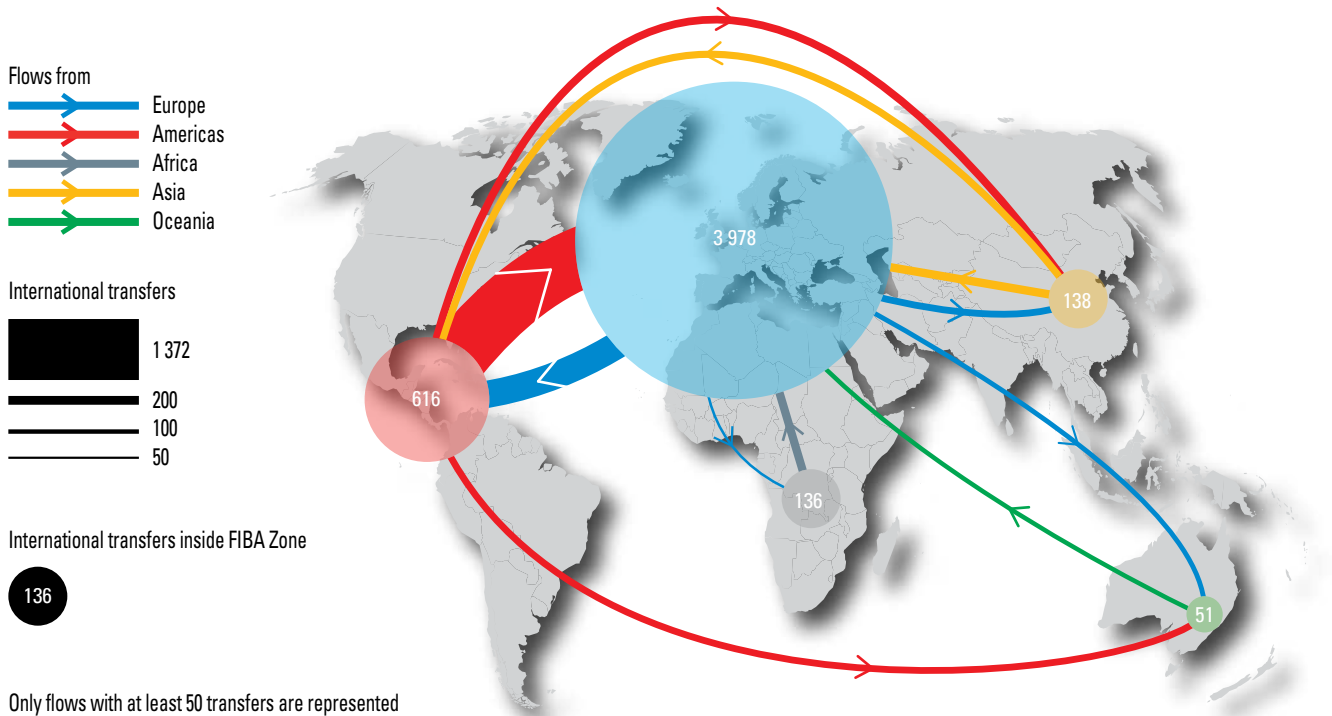 Flows from
Europe
Americas
Africa
Asia
Oceania
International transfers
1 372
200
100
50
International transfers inside FIBA Zone
136
Only flows with at least 50 transfers are represented
3 978
138
616
136
51